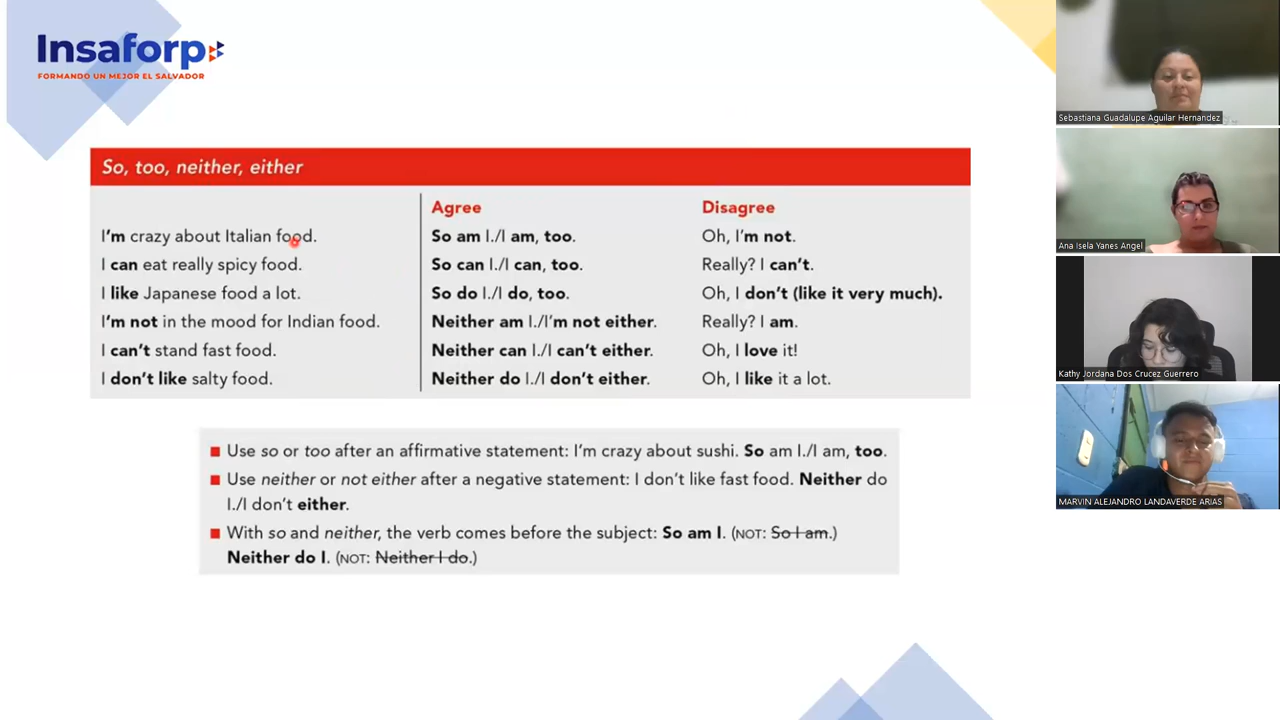 Insaforp
FORMANDO UN MEJOR EL SALVADOR
So, too, neither, either
Agree Disagree
I'm crazy about Italian food. So am I./I am, too. Oh, I'm not.
I can eat really spicy food. So can I./I can, too. Really? I can't.
I like Japanese food a lot. So do I./I do, too. Oh, I don't (like it very much).
I'm not in the mood for Indian food. Neither am I./I'm not either. Really? I am.
I can't stand fast food. Neither can I./I can't either. Oh, I love it!
I don't like salty food. Neither do I./I don't either. Oh, I like it a lot.
■ Use so or too after an affirmative statement: I'm crazy about sushi. So am I./I am, too.
■ Use neither or not either after a negative statement: I don't like fast food. Neither do
I./I don't either.
■ With so and neither, the verb comes before the subject: So am I. (NOT: So I am.)
Neither do I. (NOT: Neither I do.)
Sebastiana Guadalupe Aguilar Hernandez
Ana Isela Yanes Angel
Kathy Jordana Dos Crucez Guerrero
MARVIN ALEJANDRO LANDAVERDE ARIAS